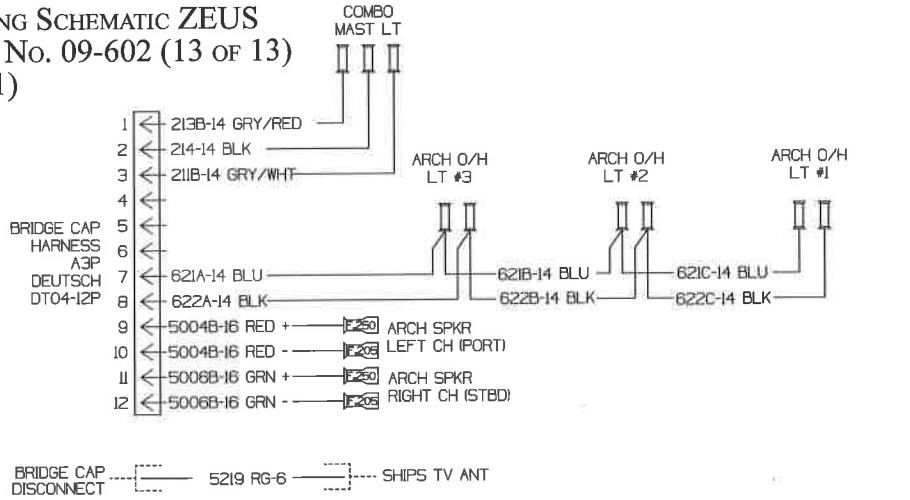 NG SCHEMATIC ZEUS
NO. 09-602 (13 OF 13)
1)
COMBO
MAST LT
1 213B-14 GRY/RED
2 214-14 BLK
3 211B-14 GRY/WHT
4
5
6
7 621A-14 BLU
8 622A-14 BLK
9 5004B-16 RED +
10 5004B-16 RED -
11 5006B-16 GRN +
12 5006B-16 GRN -
BRIDGE CAP
HARNESS
A3P
DEUTSCH
DT04-12P
ARCH O/H
LT #3
ARCH O/H
LT #2
ARCH O/H
LT #1
621B-14 BLU
622B-14 BLK
621C-14 BLU
622C-14 BLK
F.250
F.205
ARCH SPKR
LEFT CH (PORT)
F.250
F.205
ARCH SPKR
RIGHT CH (STBD)
BRIDGE CAP
DISCONNECT
5219 RG-6
SHIPS TV ANT